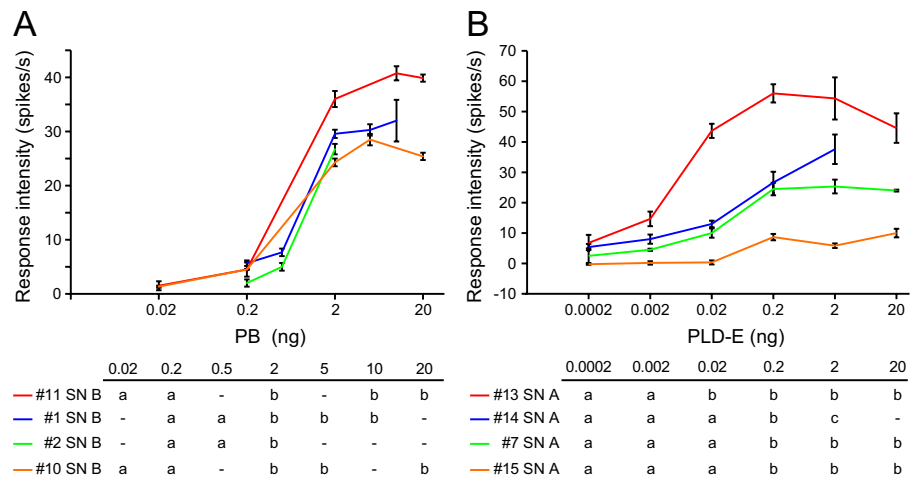 A
Response intensity (spikes/s)
40
30
20
10
0
0.02 0.2 2 20
PB (ng)
0.02 0.2 0.5 2 5 10 20
#11 SN B a a - b - b b
#1 SN B - a a b b b -
#2 SN B - a a b - - -
#10 SN B a a - b b - b
B
Response intensity (spikes/s)
70
60
50
40
30
20
10
0
-10
0.0002 0.002 0.02 0.2 2 20
PLD-E (ng)
0.0002 0.002 0.02 0.2 2 20
#13 SN A a a b b b b
#14 SN A a a a b c -
#7 SN A a a a b b b
#15 SN A a a a b b b